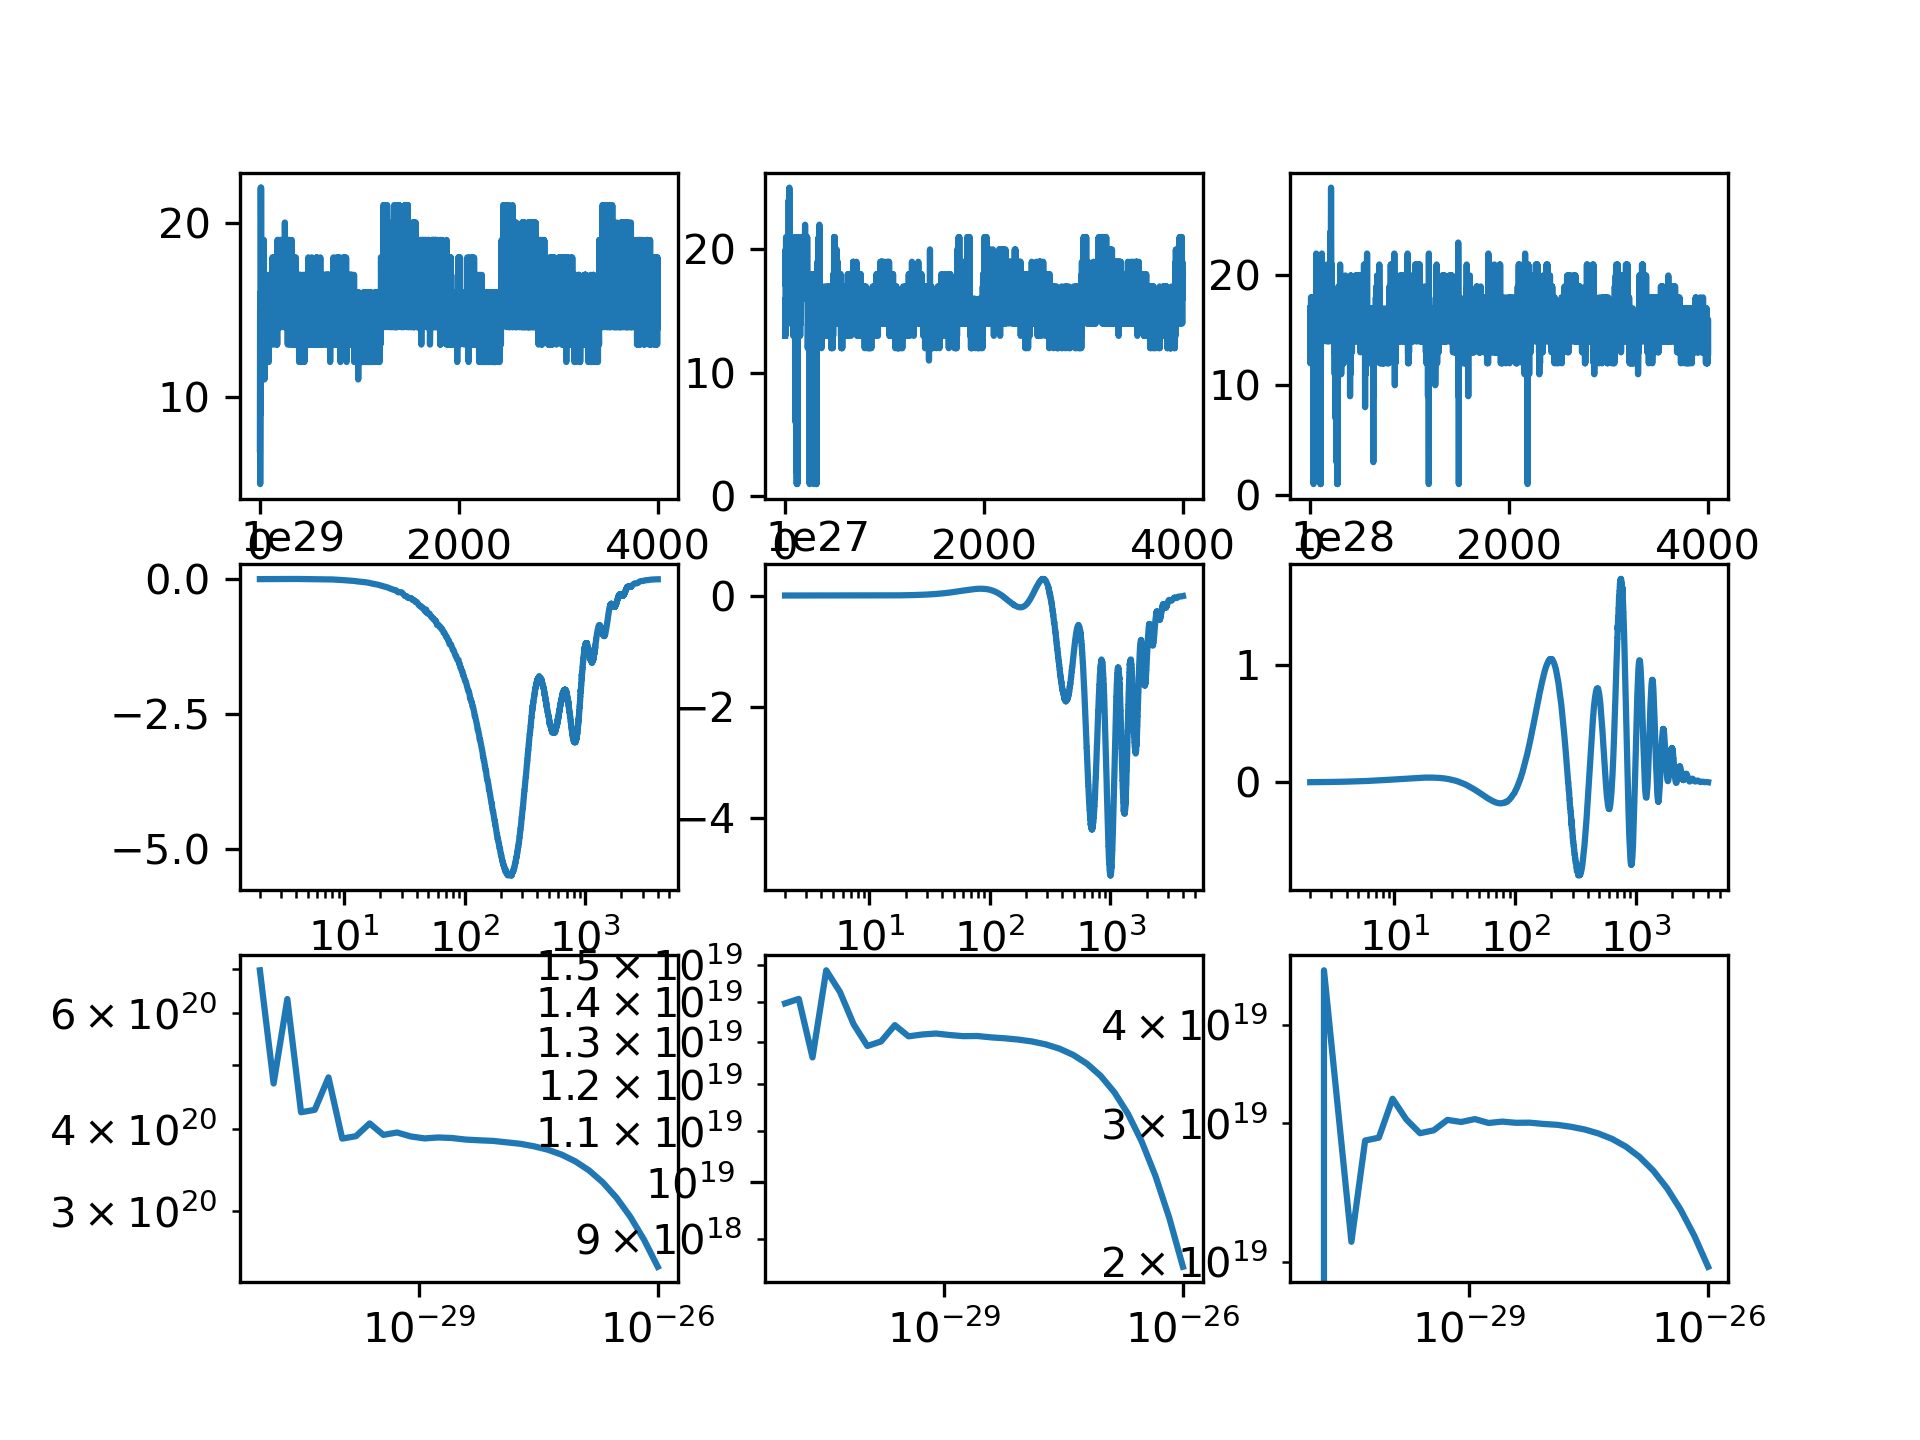 20
10
0 2000 4000
20
10
0
0 2000 4000
20
10
0
0 2000 4000
1e29
0.0
−2.5
−5.0
10¹ 10² 10³
1e27
0
−2
−4
10¹ 10² 10³
1e28
1
0
10¹ 10² 10³
6 × 10²⁰
4 × 10²⁰
3 × 10²⁰
10⁻²⁹ 10⁻²⁶
1.5 × 10¹⁹
1.4 × 10¹⁹
1.3 × 10¹⁹
1.2 × 10¹⁹
1.1 × 10¹⁹
10¹⁹
9 × 10¹⁸
10⁻²⁹ 10⁻²⁶
4 × 10¹⁹
3 × 10¹⁹
2 × 10¹⁹
10⁻²⁹ 10⁻²⁶